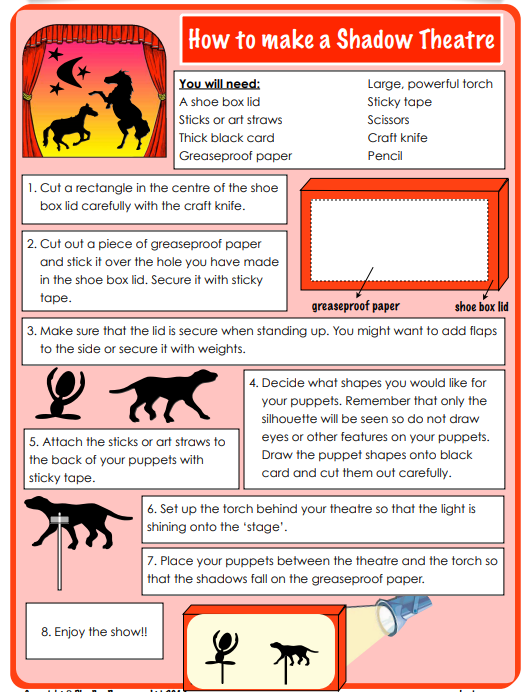 How to make a Shadow Theatre
You will need:
A shoe box lid
Sticks or art straws
Thick black card
Greaseproof paper
Large, powerful torch
Sticky tape
Scissors
Craft knife
Pencil
1. Cut a rectangle in the centre of the shoe
box lid carefully with the craft knife.
2. Cut out a piece of greaseproof paper
and stick it over the hole you have made
in the shoe box lid. Secure it with sticky
tape.
greaseproof paper
shoe box lid
3. Make sure that the lid is secure when standing up. You might want to add flaps
to the side or secure it with weights.
4. Decide what shapes you would like for
your puppets. Remember that only the
silhouette will be seen so do not draw
eyes or other features on your puppets.
Draw the puppet shapes onto black
card and cut them out carefully.
5. Attach the sticks or art straws to
the back of your puppets with
sticky tape.
6. Set up the torch behind your theatre so that the light is
shining onto the ‘stage’.
7. Place your puppets between the theatre and the torch so
that the shadows fall on the greaseproof paper.
8. Enjoy the show!!